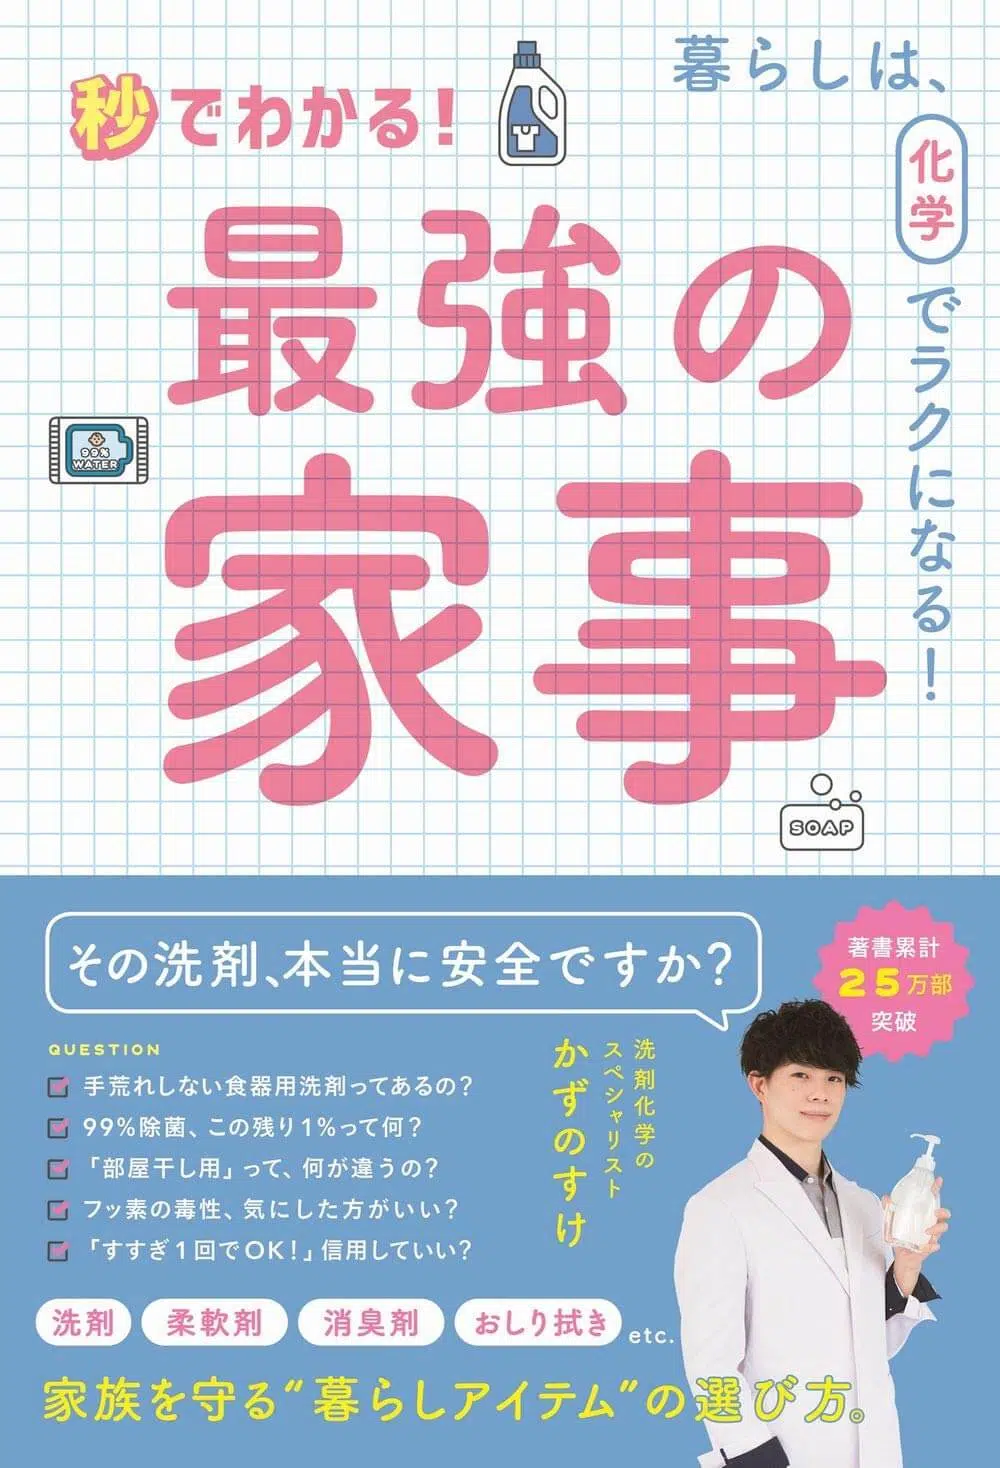 暮らしは、
化学
でラクになる!
秒でわかる!
最強の
家事
99%
WATER
SOAP
その洗剤、本当に安全ですか?
著書累計
25万部
突破
QUESTION
手荒れしない食器用洗剤ってあるの?
99%除菌、この残り1%って何?
「部屋干し用」って、何が違うの?
フッ素の毒性、気にした方がいい?
「すすぎ1回でOK!」信用していい?
洗剤化学の
スペシャリスト
かずのすけ
洗剤 柔軟剤 消臭剤 おしり拭き etc.
家族を守る“暮らしアイテム”の選び方。